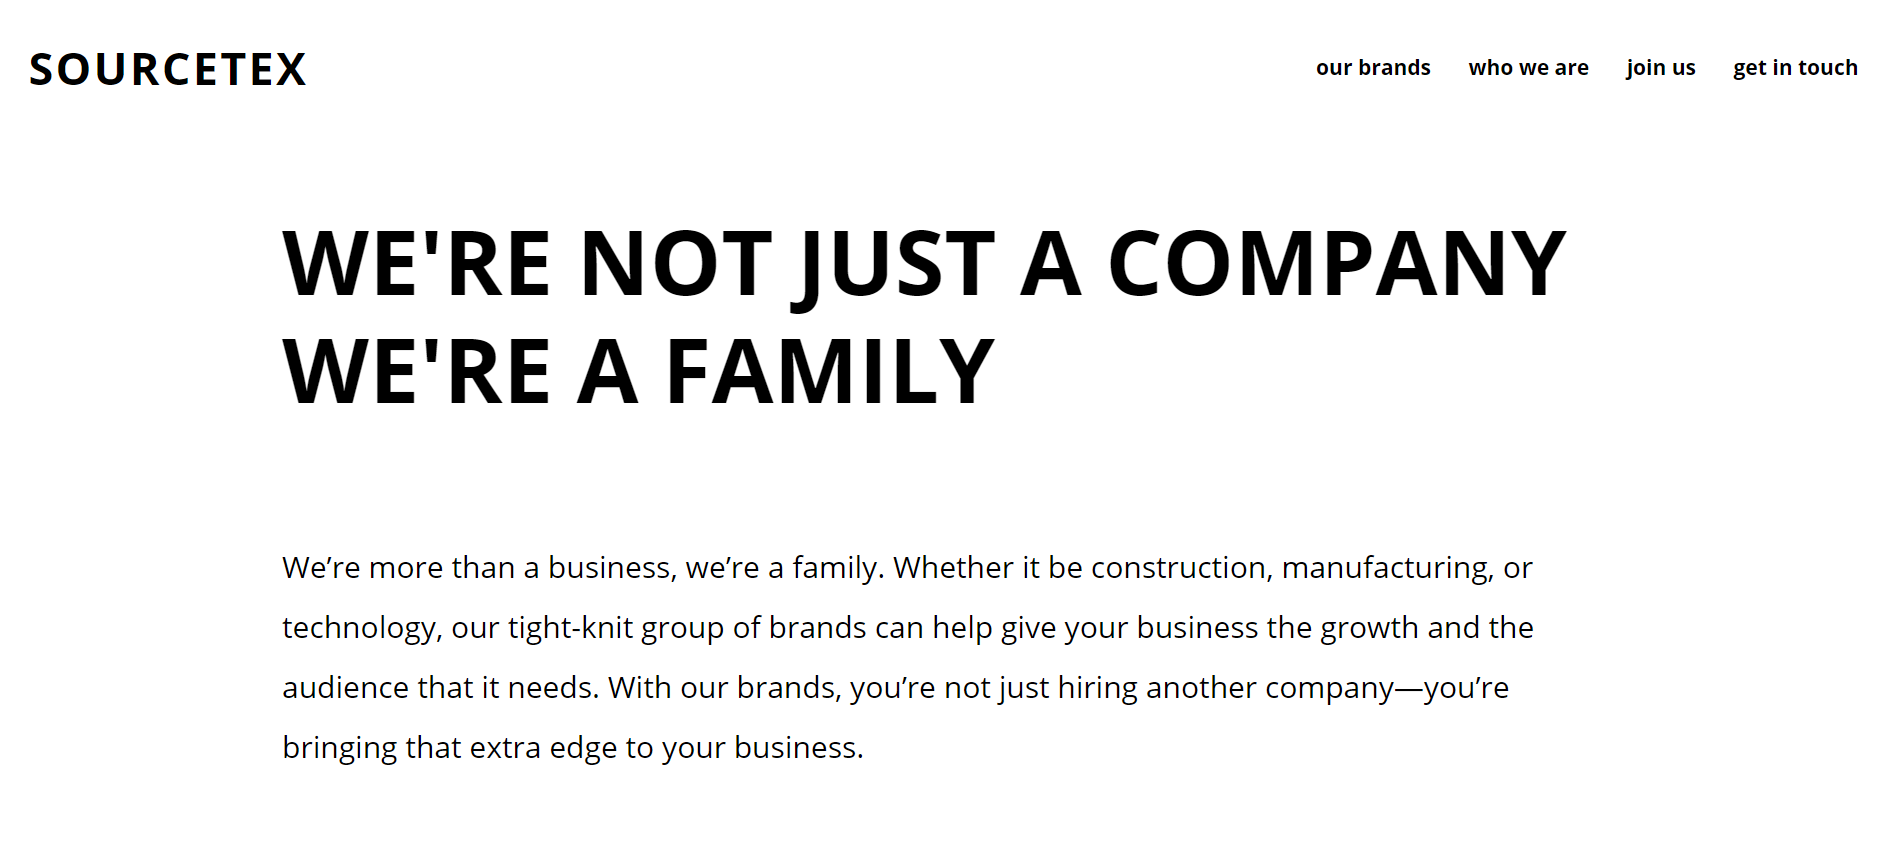 SOURCETEX
our brands who we are join us get in touch
WE'RE NOT JUST A COMPANY
WE'RE A FAMILY
We’re more than a business, we’re a family. Whether it be construction, manufacturing, or
technology, our tight-knit group of brands can help give your business the growth and the
audience that it needs. With our brands, you’re not just hiring another company—you’re
bringing that extra edge to your business.